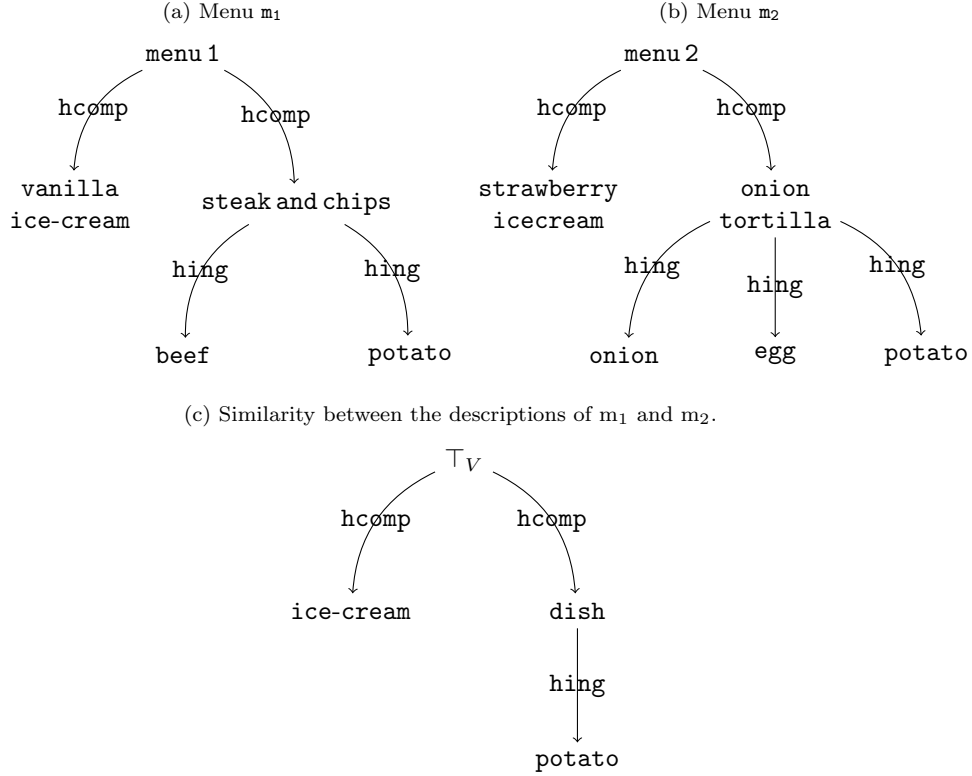 (a) Menu m₁
(b) Menu m₂
menu 1
menu 2
hcomp
hcomp
hcomp
hcomp
vanilla
ice-cream
steak and chips
strawberry
icecream
onion
tortilla
hing
hing
hing
hing
hing
beef
potato
onion
egg
potato
(c) Similarity between the descriptions of m₁ and m₂.
⊤V
hcomp
hcomp
ice-cream
dish
hing
potato